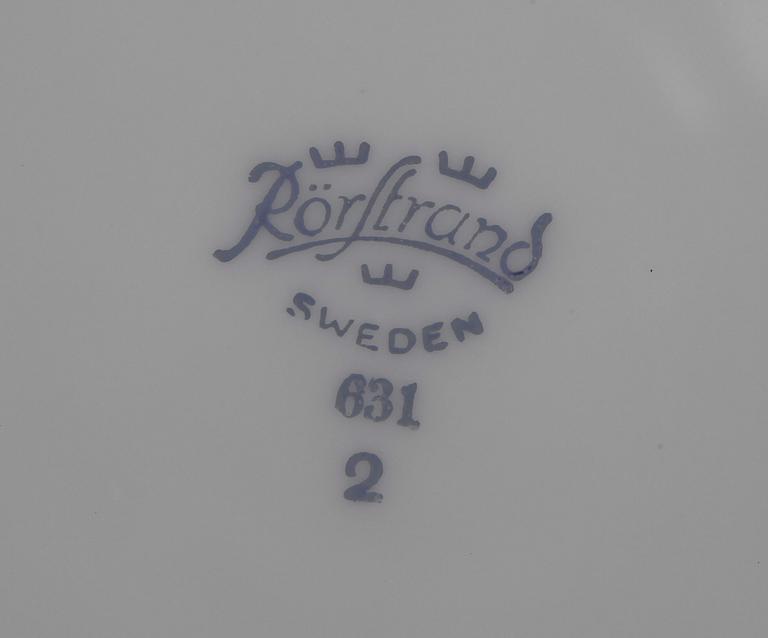 Rörstrand
SWEDEN
631
2